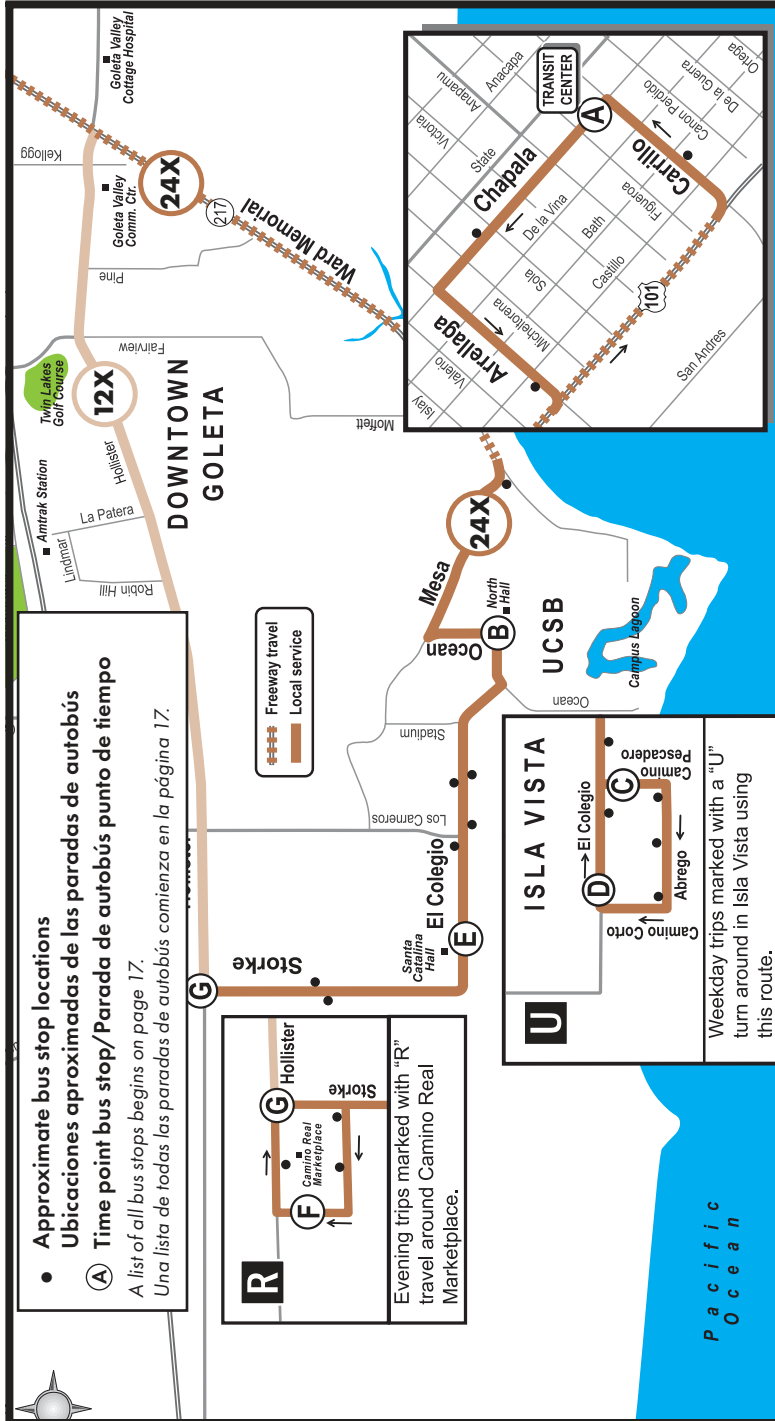 Approximate bus stop locations
Ubicaciones aproximadas de las paradas de autobús
A Time point bus stop/Parada de autobús punto de tiempo
A list of all bus stops begins on page 17.
Una lista de todas las paradas de autobús comienza en la página 17.
Amtrak Station
Lindmar
La Patera
Robin Hill
Hollister
Twin Lakes
Golf Course
12X
Fairview
Pine
Kellogg
Goleta Valley
Comm. Ctr.
Goleta Valley
Cottage Hospital
24X
217
Ward Memorial
DOWNTOWN
GOLETA
Moffett
Freeway travel
Local service
G
Storke
Santa
Catalina
Hall
E
El Colegio
Los Carneros
Stadium
Ocean
Mesa
B
North
Hall
24X
UCSB
Ocean
Campus Lagoon
R
Hollister
G
F
Camino Real
Marketplace
Storke
Evening trips marked with “R”
travel around Camino Real
Marketplace.
U
ISLA VISTA
D
El Colegio
C
Camino
Pescadero
Abrego
Camino Corto
Weekday trips marked with a “U”
turn around in Isla Vista using
this route.
Pacific
Ocean
TRANSIT
CENTER
A
Chapala
Carrillo
Arrellaga
Islay
Valerio
Micheltorena
Sola
Victoria
Anapamu
Figueroa
Canon Perdido
De la Guerra
Ortega
Anacapa
State
De la Vina
Bath
Castillo
San Andres
101